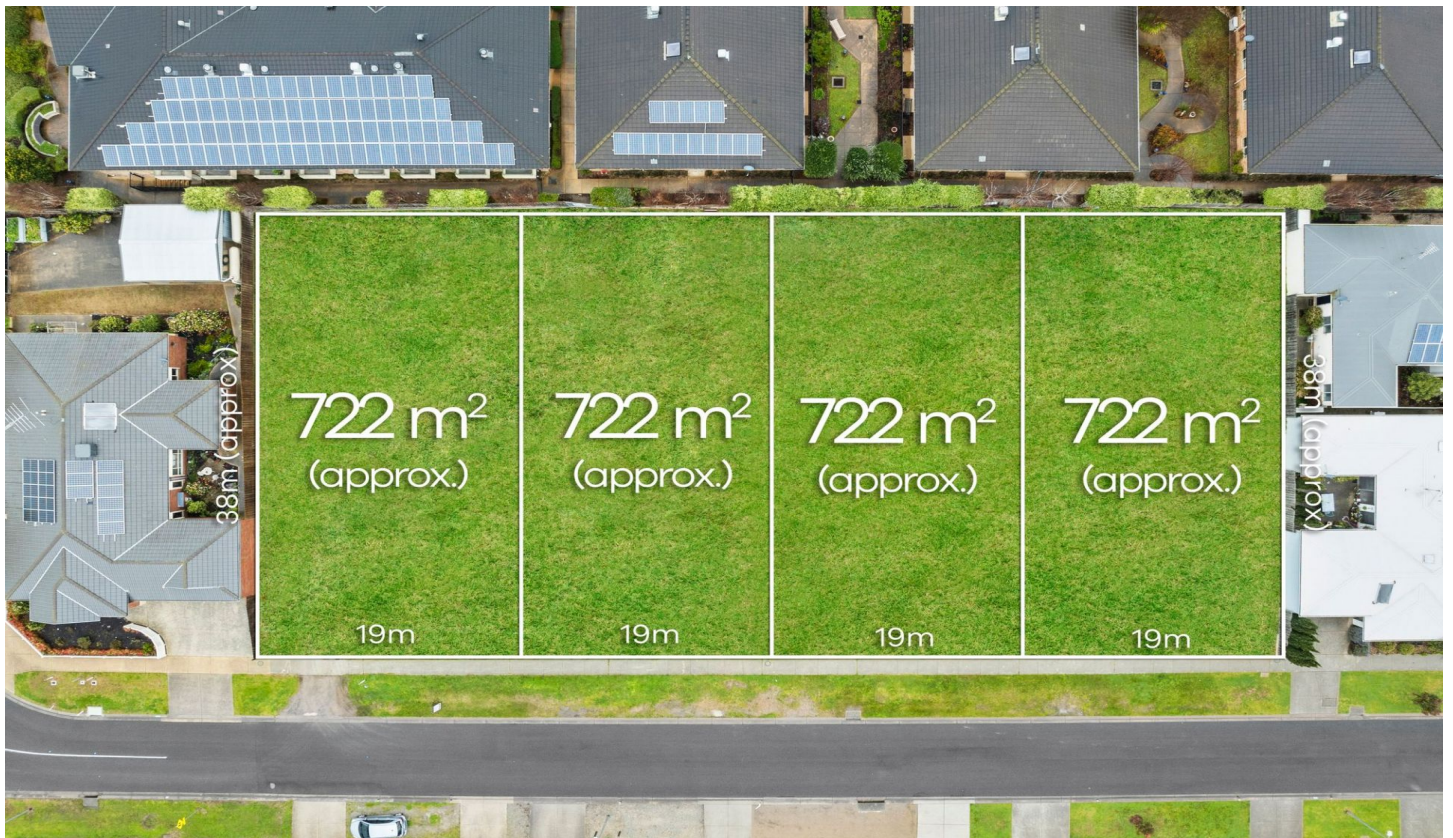 722 m²
(approx.)
722 m²
(approx.)
722 m²
(approx.)
722 m²
(approx.)
38m (approx)
38m (approx)
19m
19m
19m
19m